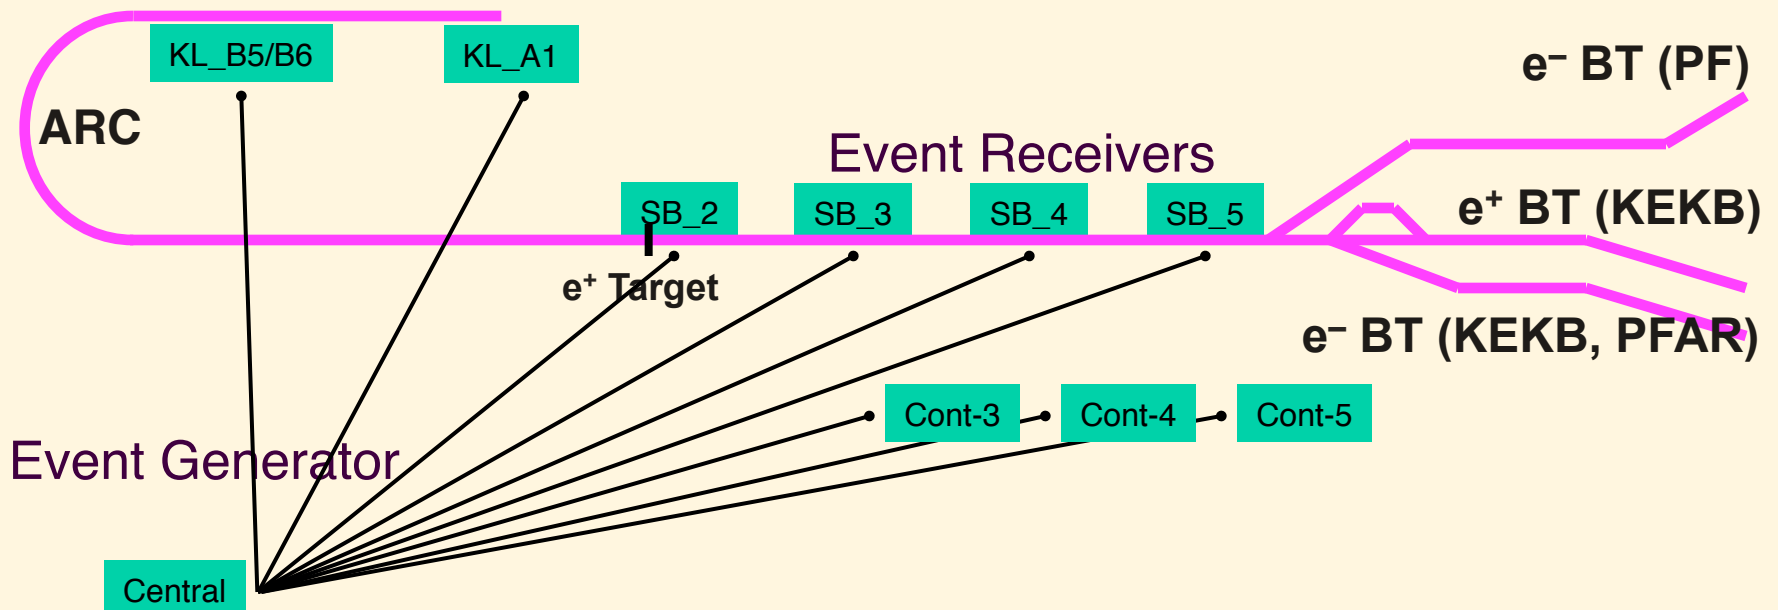 KL_B5/B6
KL_A1
e– BT (PF)
ARC
Event Receivers
SB_2
SB_3
SB_4
SB_5
e+ BT (KEKB)
e+ Target
e– BT (KEKB, PFAR)
Cont-3
Cont-4
Cont-5
Event Generator
Central